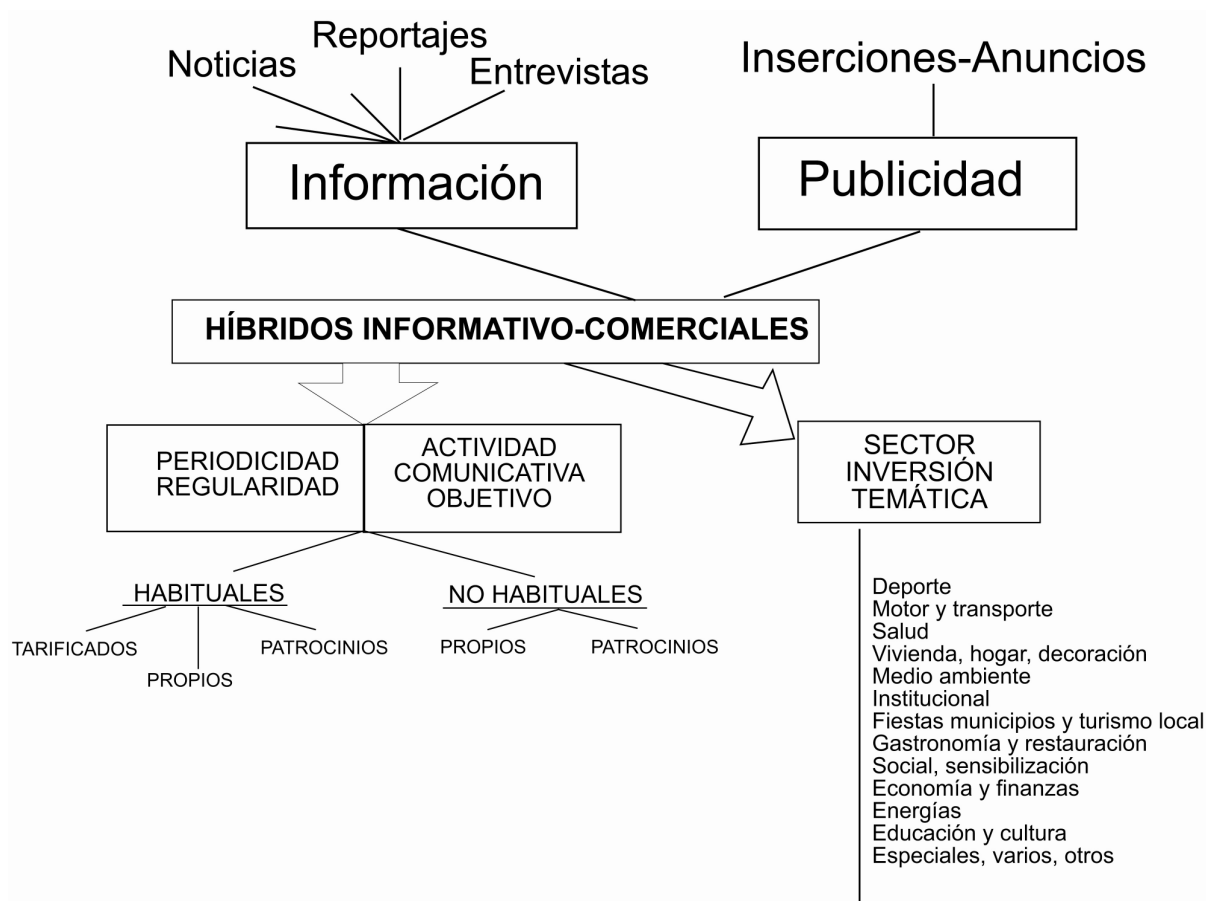 Reportajes
Noticias
Entrevistas
Inserciones-Anuncios
Información
Publicidad
HÍBRIDOS INFORMATIVO-COMERCIALES
PERIODICIDAD
REGULARIDAD
ACTIVIDAD
COMUNICATIVA
OBJETIVO
SECTOR
INVERSIÓN
TEMÁTICA
HABITUALES
NO HABITUALES
TARIFICADOS
PROPIOS
PATROCINIOS
PROPIOS
PATROCINIOS
Deporte
Motor y transporte
Salud
Vivienda, hogar, decoración
Medio ambiente
Institucional
Fiestas municipios y turismo local
Gastronomía y restauración
Social, sensibilización
Economía y finanzas
Energías
Educación y cultura
Especiales, varios, otros